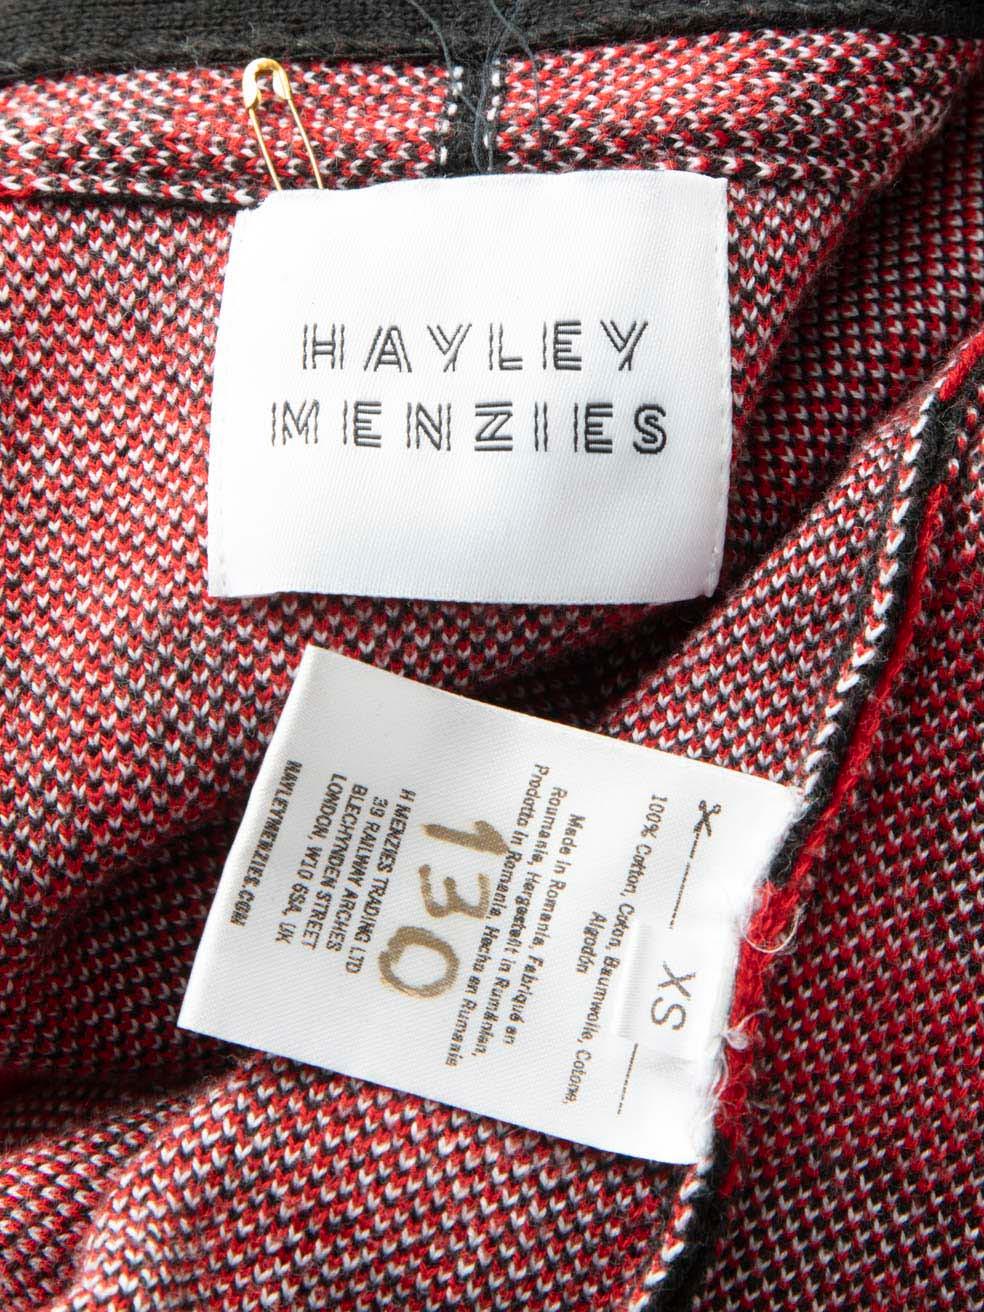 HAYLEY
MENZIES
XS
100% Cotton, Coton, Baumwolle, Cotone,
Algodón
Made in Romania, Fabriqué en
Roumanie, Hergestellt in Rumänien,
Prodotto in Romania, Hecho en Rumanía
130
H MENZIES TRADING LTD
39 RAILWAY ARCHES
BLECHYNDEN STREET
LONDON, W10 6SA, UK
HAYLEYMENZIES.COM